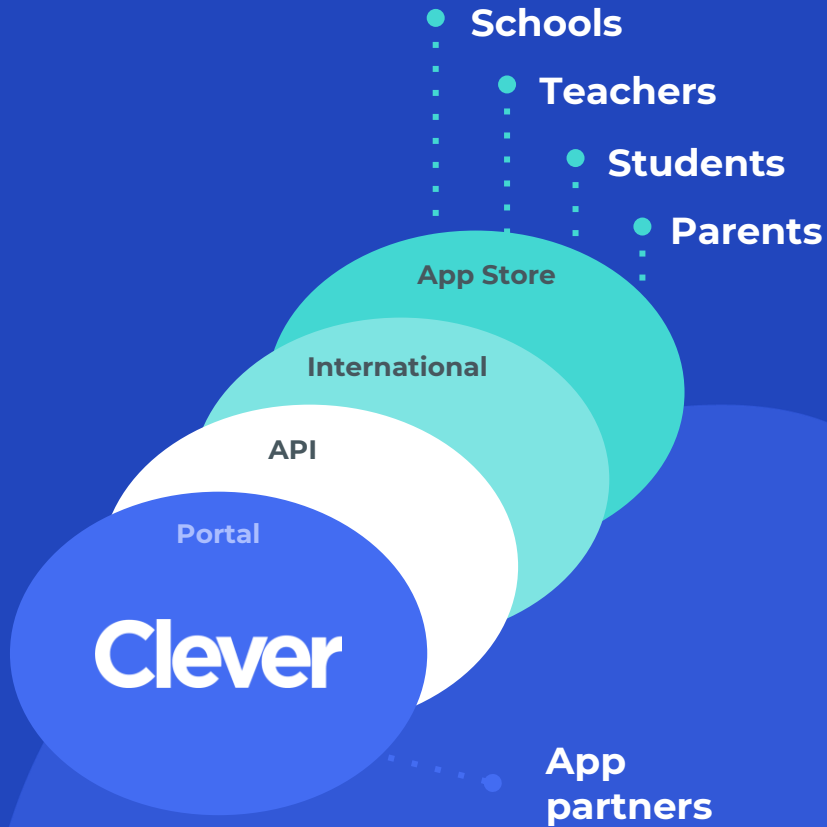 Schools
Teachers
Students
Parents
App Store
International
API
Portal
Clever
App
partners